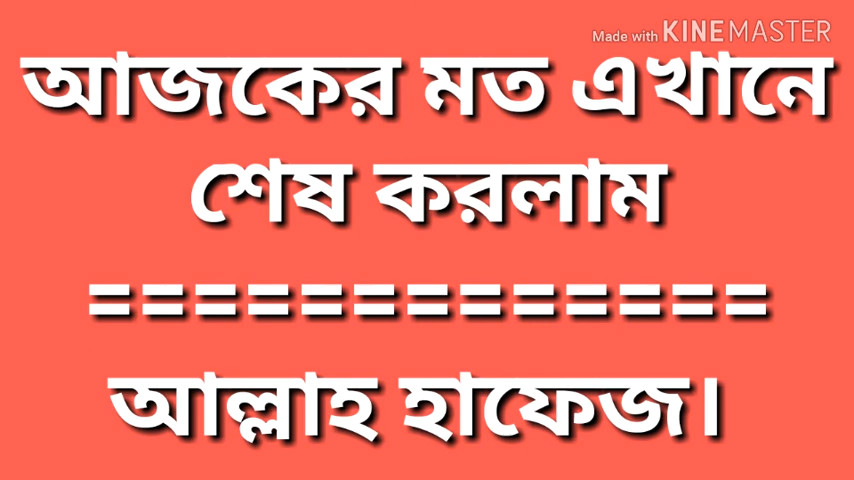 Made with KINEMASTER
আজকের মত এখানে
শেষ করলাম
=============
আল্লাহ হাফেজ।